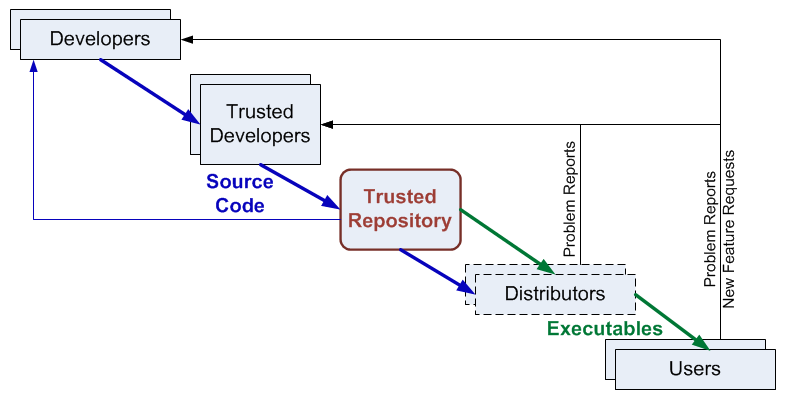 Developers
Trusted
Developers
Source
Code
Trusted
Repository
Problem Reports
Problem Reports
New Feature Requests
Distributors
Executables
Users